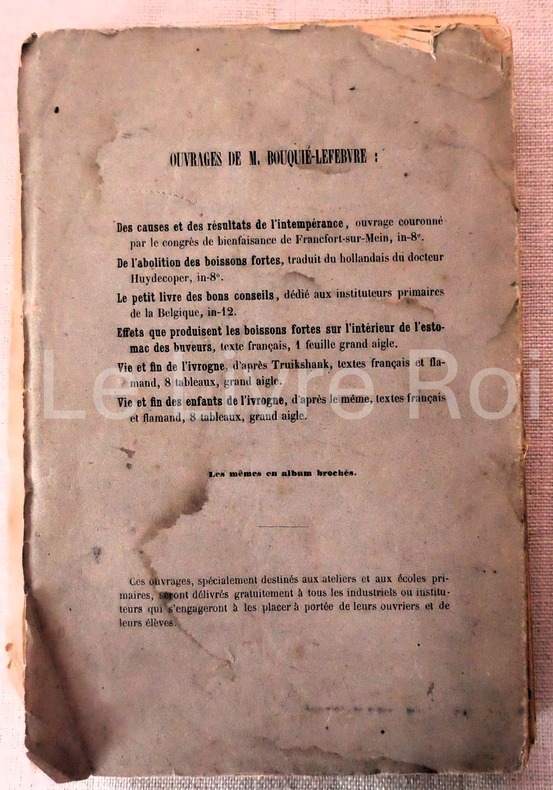 OUVRAGES DE M. BOUQUIÉ-LEFEBVRE :
Des causes et des résultats de l'intempérance, ouvrage couronné
par le congrès de bienfaisance de Francfort-sur-Mein, in-8°.
De l'abolition des boissons fortes, traduit du hollandais du docteur
Huydecoper, in-8°.
Le petit livre des bons conseils, dédié aux instituteurs primaires
de la Belgique, in-12.
Effets que produisent les boissons fortes sur l'intérieur de l'esto-
mac des buveurs, texte français, 1 feuille grand aigle.
Vie et fin de l'ivrogne, d'après Truikshank, textes français et fla-
mand, 8 tableaux, grand aigle.
Vie et fin des enfants de l'ivrogne, d'après le même, textes français
et flamand, 8 tableaux, grand aigle.
Le Livre Roi
Les mêmes en album brochés.
Ces ouvrages, spécialement destinés aux ateliers et aux écoles pri-
maires, seront délivrés gratuitement à tous les industriels ou institu-
teurs qui s'engageront à les placer à portée de leurs ouvriers et de
leurs élèves.